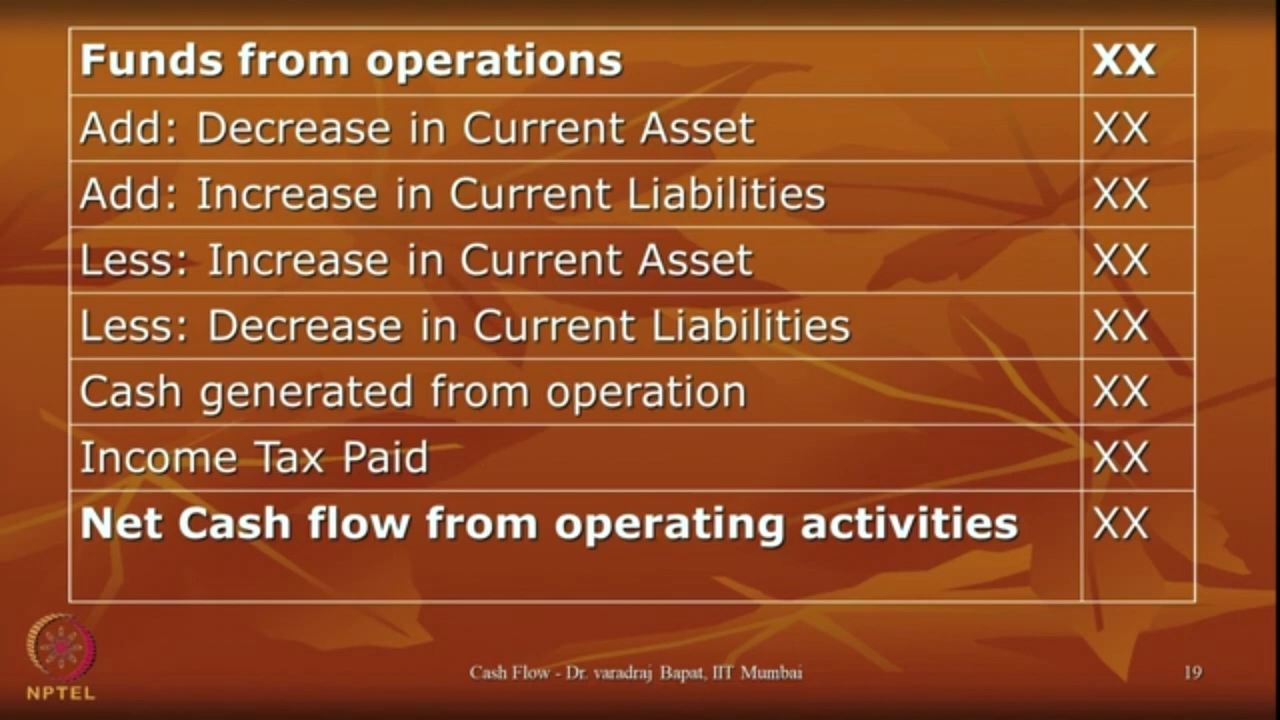 Funds from operations XX
Add: Decrease in Current Asset XX
Add: Increase in Current Liabilities XX
Less: Increase in Current Asset XX
Less: Decrease in Current Liabilities XX
Cash generated from operation XX
Income Tax Paid XX
Net Cash flow from operating activities XX
NPTEL
Cash Flow - Dr. varadraj Bapat, IIT Mumbai
19